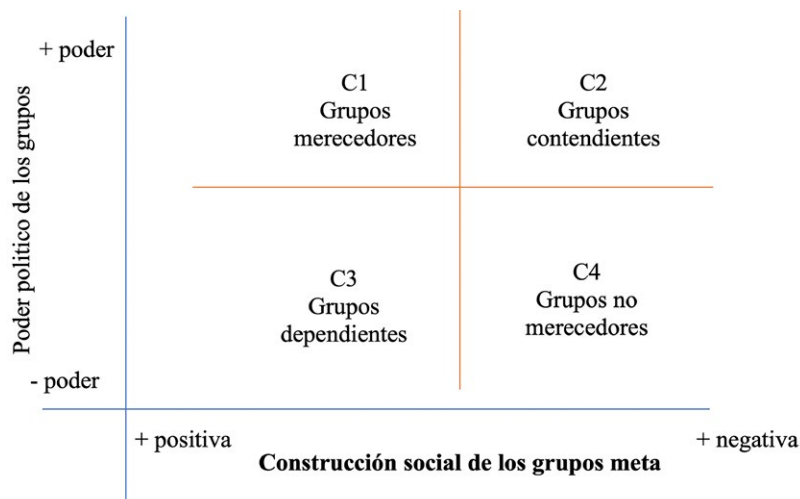 + poder
Poder politico de los grupos
- poder
C1
Grupos
merecedores
C2
Grupos
contendientes
C3
Grupos
dependientes
C4
Grupos no
merecedores
+ positiva
+ negativa
Construcción social de los grupos meta